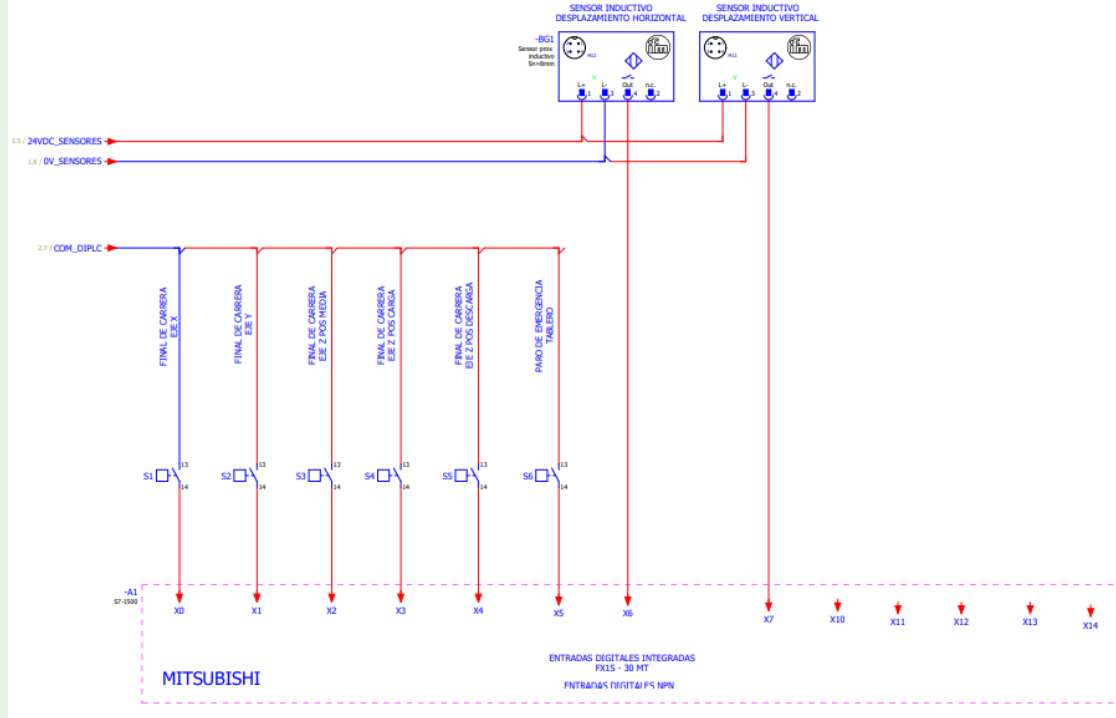 SENSOR INDUCTIVO
DESPLAZAMIENTO HORIZONTAL
SENSOR INDUCTIVO
DESPLAZAMIENTO VERTICAL
-BG1
Sensor prox
inductivo
Sn=8mm
M12
ifm
V
L+ L- Out n.c.
1 3 4 2
M12
ifm
V
L+ L- Out n.c.
1 3 4 2
1.5 / 24VDC_SENSORES
1.8 / 0V_SENSORES
2.7 / COM_DIPLC
FINAL DE CARRERA
EJE X
FINAL DE CARRERA
EJE Y
FINAL DE CARRERA
EJE Z POS MEDIA
FINAL DE CARRERA
EJE Z POS CARGA
FINAL DE CARRERA
EJE Z POS DESCARGA
PARO DE EMERGENCIA
TABLERO
S1 13
14
S2 13
14
S3 13
14
S4 13
14
S5 13
14
S6 13
14
-A1
S7-1500
X0 X1 X2 X3 X4 X5 X6 X7 X10 X11 X12 X13 X14
MITSUBISHI
ENTRADAS DIGITALES INTEGRADAS
FX1S - 30 MT
ENTRADAS DIGITALES NPN